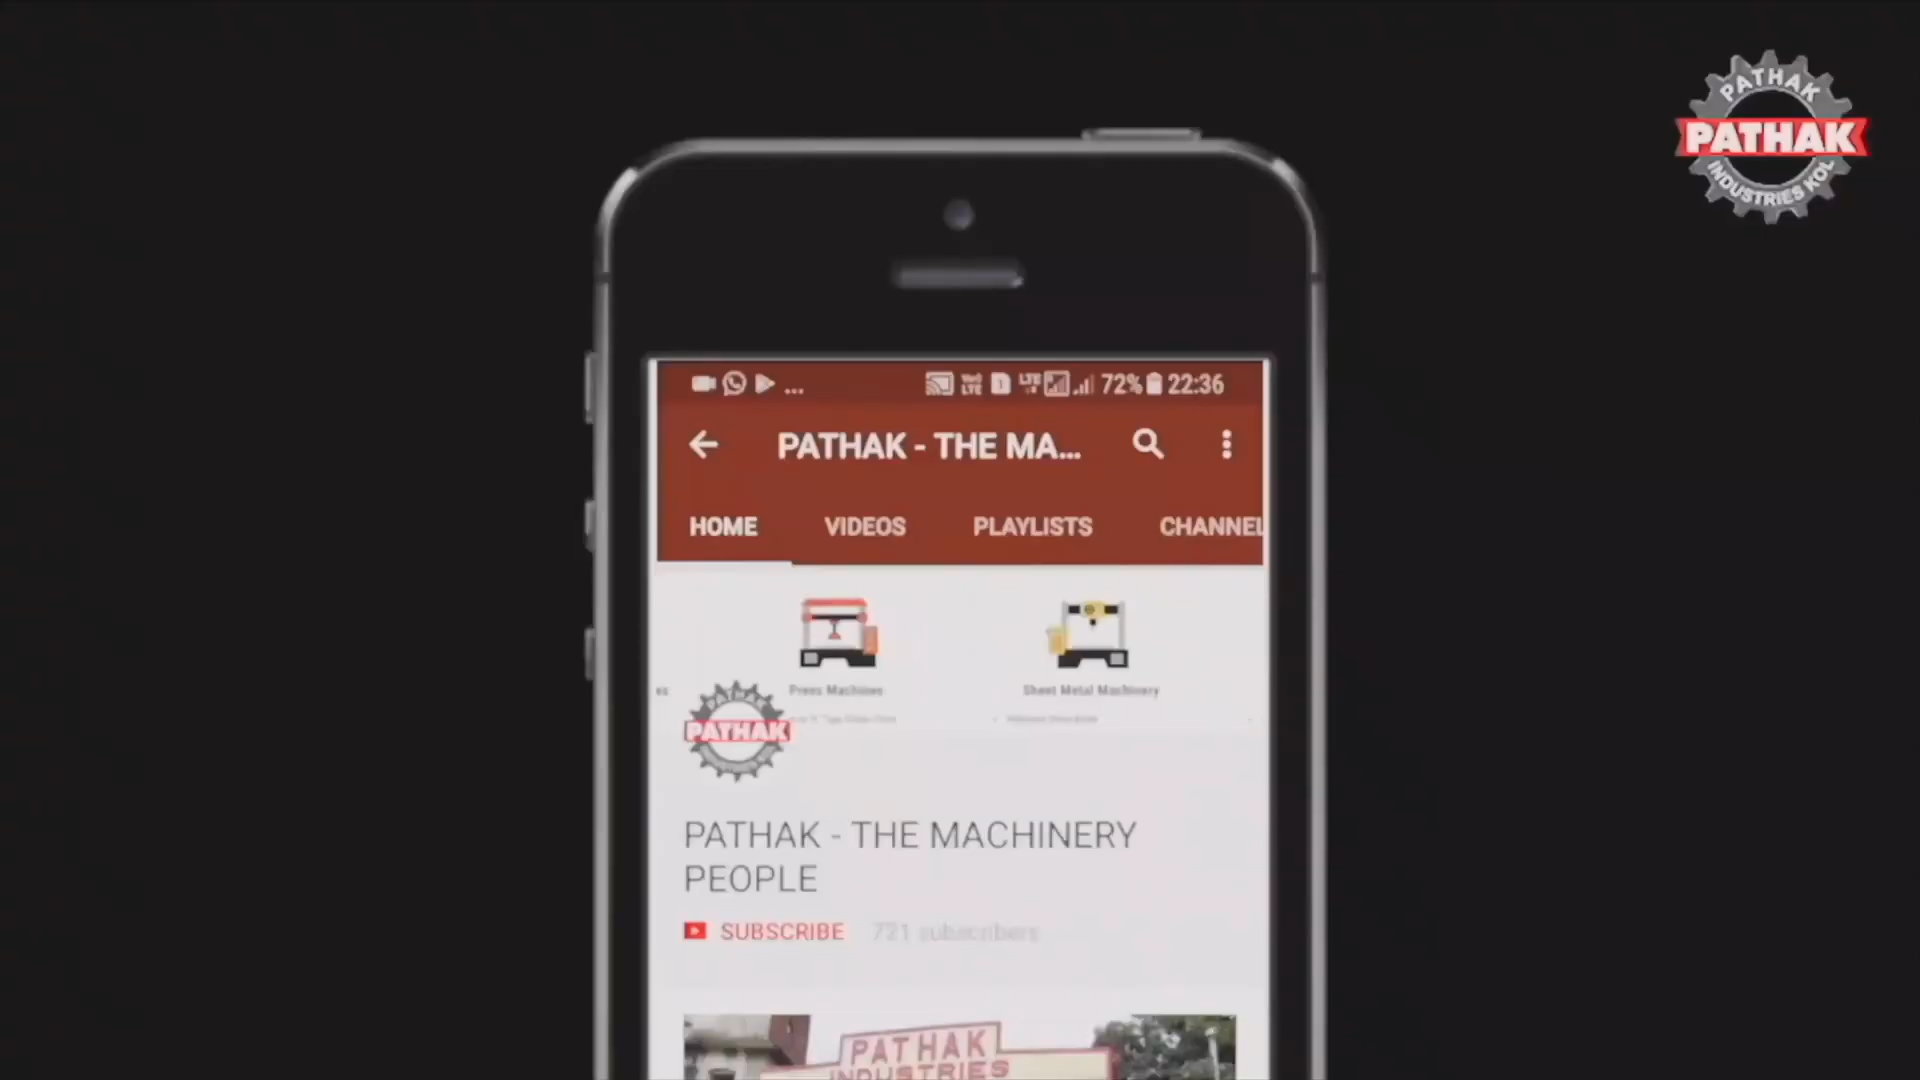 PATHAK
PATHAK
INDUSTRIES KOL
72% 22:36
PATHAK - THE MA...
HOME VIDEOS PLAYLISTS CHANNEL
Press Machines Sheet Metal Machinery
PATHAK
PATHAK - THE MACHINERY
PEOPLE
SUBSCRIBE 721 subscribers
PATHAK
INDUSTRIES